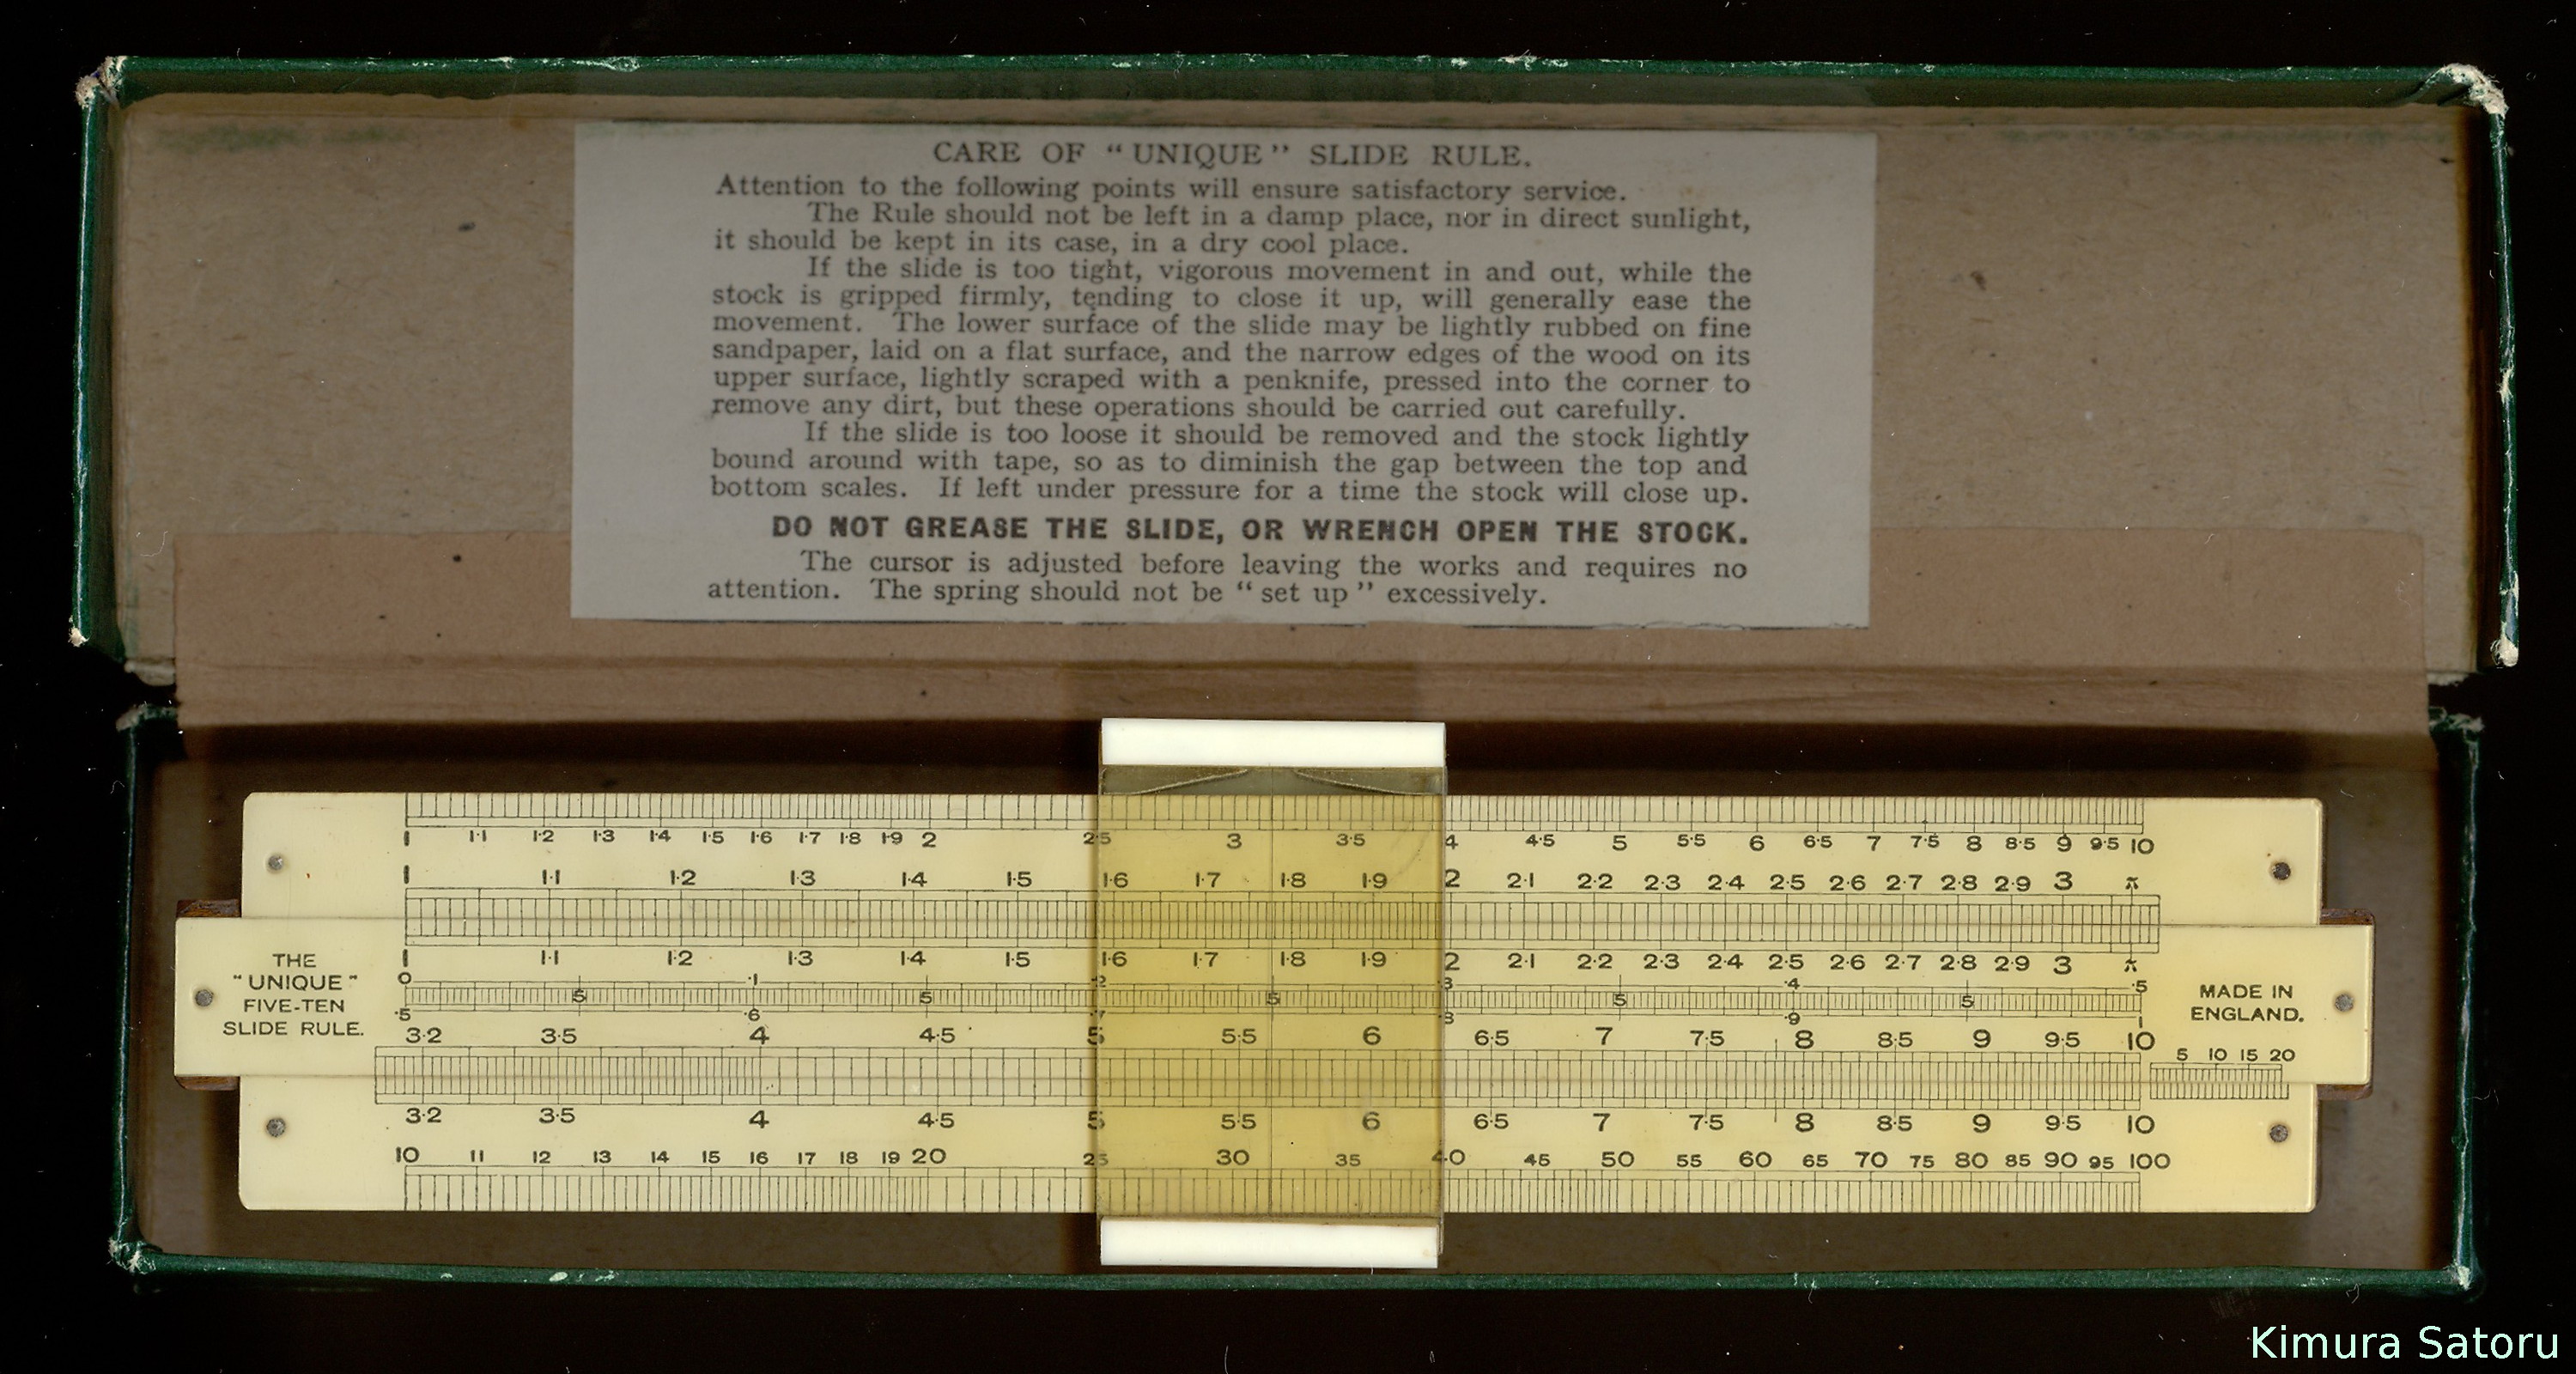 CARE OF “UNIQUE” SLIDE RULE.
Attention to the following points will ensure satisfactory service.
The Rule should not be left in a damp place, nor in direct sunlight,
it should be kept in its case, in a dry cool place.
If the slide is too tight, vigorous movement in and out, while the
stock is gripped firmly, tending to close it up, will generally ease the
movement. The lower surface of the slide may be lightly rubbed on fine
sandpaper, laid on a flat surface, and the narrow edges of the wood on its
upper surface, lightly scraped with a penknife, pressed into the corner to
remove any dirt, but these operations should be carried out carefully.
If the slide is too loose it should be removed and the stock lightly
bound around with tape, so as to diminish the gap between the top and
bottom scales. If left under pressure for a time the stock will close up.
DO NOT GREASE THE SLIDE, OR WRENCH OPEN THE STOCK.
The cursor is adjusted before leaving the works and requires no
attention. The spring should not be “set up” excessively.
1 1·1 1·2 1·3 1·4 1·5 1·6 1·7 1·8 1·9 2 2·5 3 3·5 4 4·5 5 5·5 6 6·5 7 7·5 8 8·5 9 9·5 10
1 1·1 1·2 1·3 1·4 1·5 1·6 1·7 1·8 1·9 2 2·1 2·2 2·3 2·4 2·5 2·6 2·7 2·8 2·9 3 π
THE
“UNIQUE”
FIVE-TEN
SLIDE RULE.
1 1·1 1·2 1·3 1·4 1·5 1·6 1·7 1·8 1·9 2 2·1 2·2 2·3 2·4 2·5 2·6 2·7 2·8 2·9 3 π
0 ·1 ·2 ·3 ·4 ·5
5 5 5 5 5
·5 ·6 ·7 ·8 ·9 1
3·2 3·5 4 4·5 5 5·5 6 6·5 7 7·5 8 8·5 9 9·5 10
MADE IN
ENGLAND.
5 10 15 20
3·2 3·5 4 4·5 5 5·5 6 6·5 7 7·5 8 8·5 9 9·5 10
10 11 12 13 14 15 16 17 18 19 20 25 30 35 40 45 50 55 60 65 70 75 80 85 90 95 100
Kimura Satoru